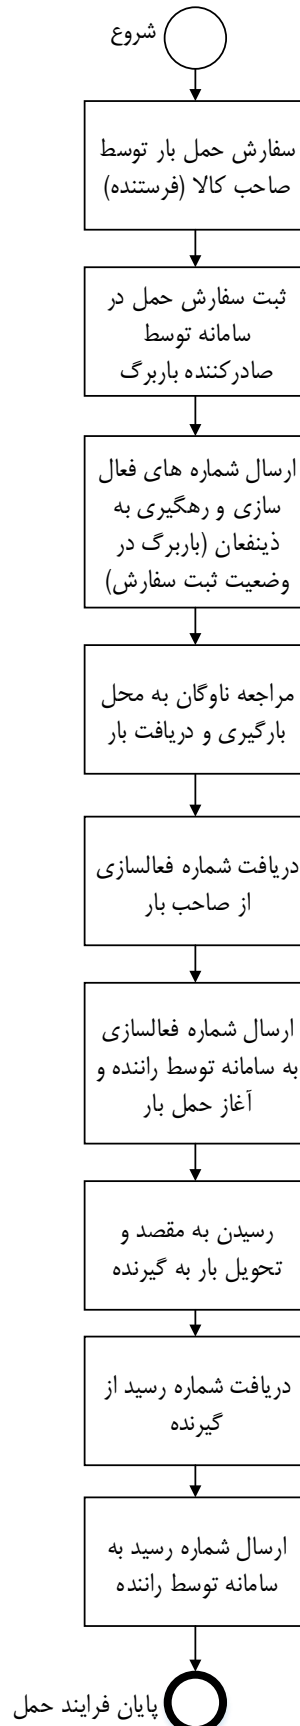 شروع
سفارش حمل بار توسط
صاحب کالا (فرستنده)
ثبت سفارش حمل در
سامانه توسط
صادرکننده باربرگ
ارسال شماره های فعال
سازی و رهگیری به
ذینفعان (باربرگ در
وضعیت ثبت سفارش)
مراجعه ناوگان به محل
بارگیری و دریافت بار
دریافت شماره فعالسازی
از صاحب بار
ارسال شماره فعالسازی
به سامانه توسط راننده و
آغاز حمل بار
رسیدن به مقصد و
تحویل بار به گیرنده
دریافت شماره رسید از
گیرنده
ارسال شماره رسید به
سامانه توسط راننده
پایان فرایند حمل